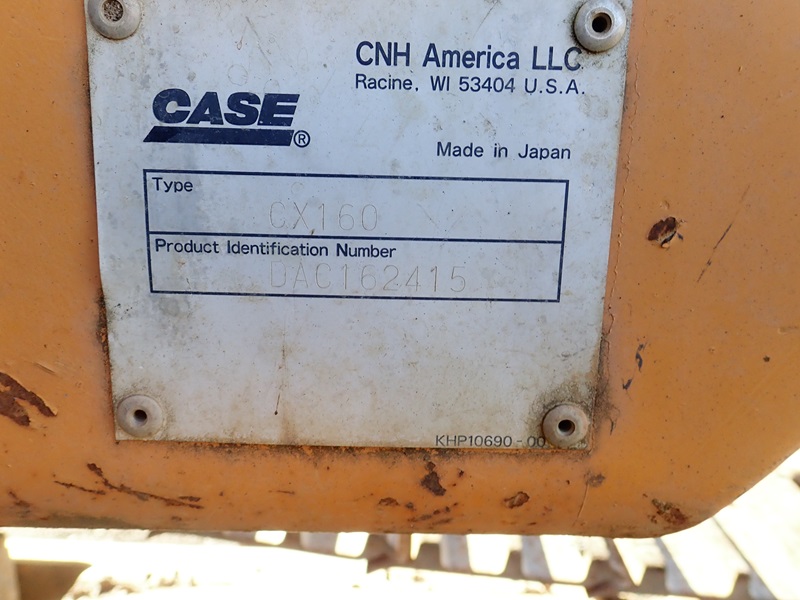 CNH America LLC
Racine, WI 53404 U.S.A.
CASE®
Made in Japan
Type
CX160
Product Identification Number
DAC162415
KHP10690-00